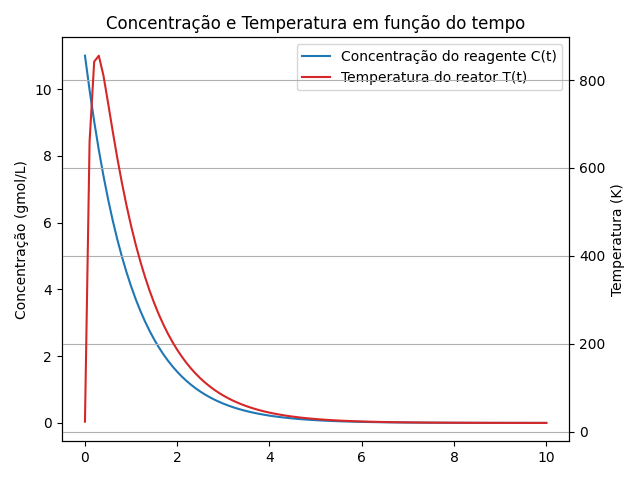 Concentração e Temperatura em função do tempo
Concentração do reagente C(t)
Temperatura do reator T(t)
Concentração (gmol/L)
10
8
6
4
2
0
800
600
400
200
0
Temperatura (K)
0 2 4 6 8 10